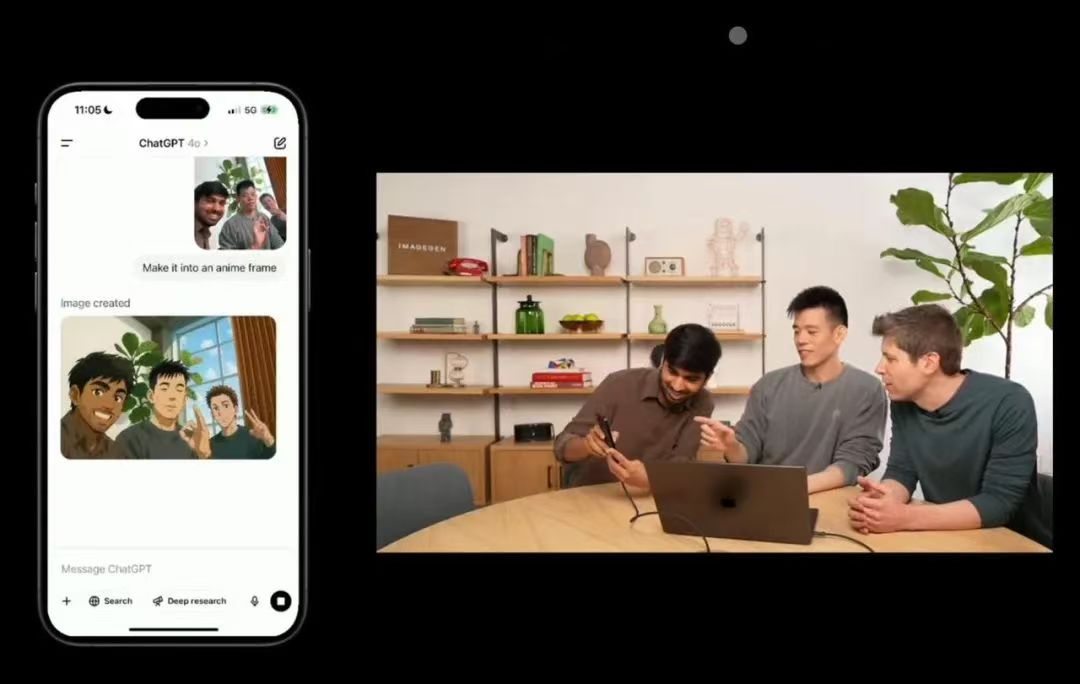 11:05
5G
ChatGPT 4o >
Make it into an anime frame
Image created
Message ChatGPT
Search
Deep research
IMAGEGEN